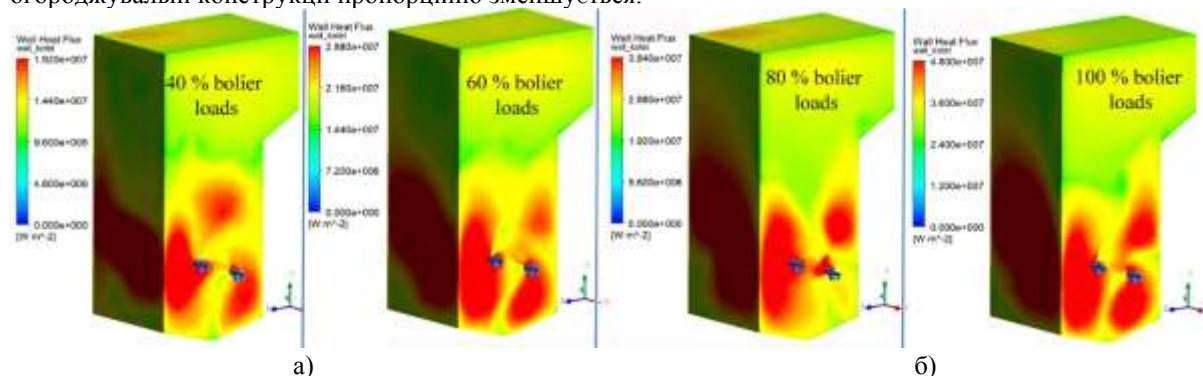 огороджувальні конструкції пропорційно зменшується.
Wall Heat Flux
wall_kotel
1.920e+007
1.440e+007
9.600e+006
4.800e+006
0.000e+000
[W m^-2]
40 % bolier
loads
Wall Heat Flux
wall_kotel
2.880e+007
2.160e+007
1.440e+007
7.200e+006
0.000e+000
[W m^-2]
60 % bolier
loads
Wall Heat Flux
wall_kotel
3.840e+007
2.880e+007
1.920e+007
9.600e+006
0.000e+000
[W m^-2]
80 % bolier
loads
Wall Heat Flux
wall_kotel
4.800e+007
3.600e+007
2.400e+007
1.200e+007
0.000e+000
[W m^-2]
100 % bolier
loads
а)
б)